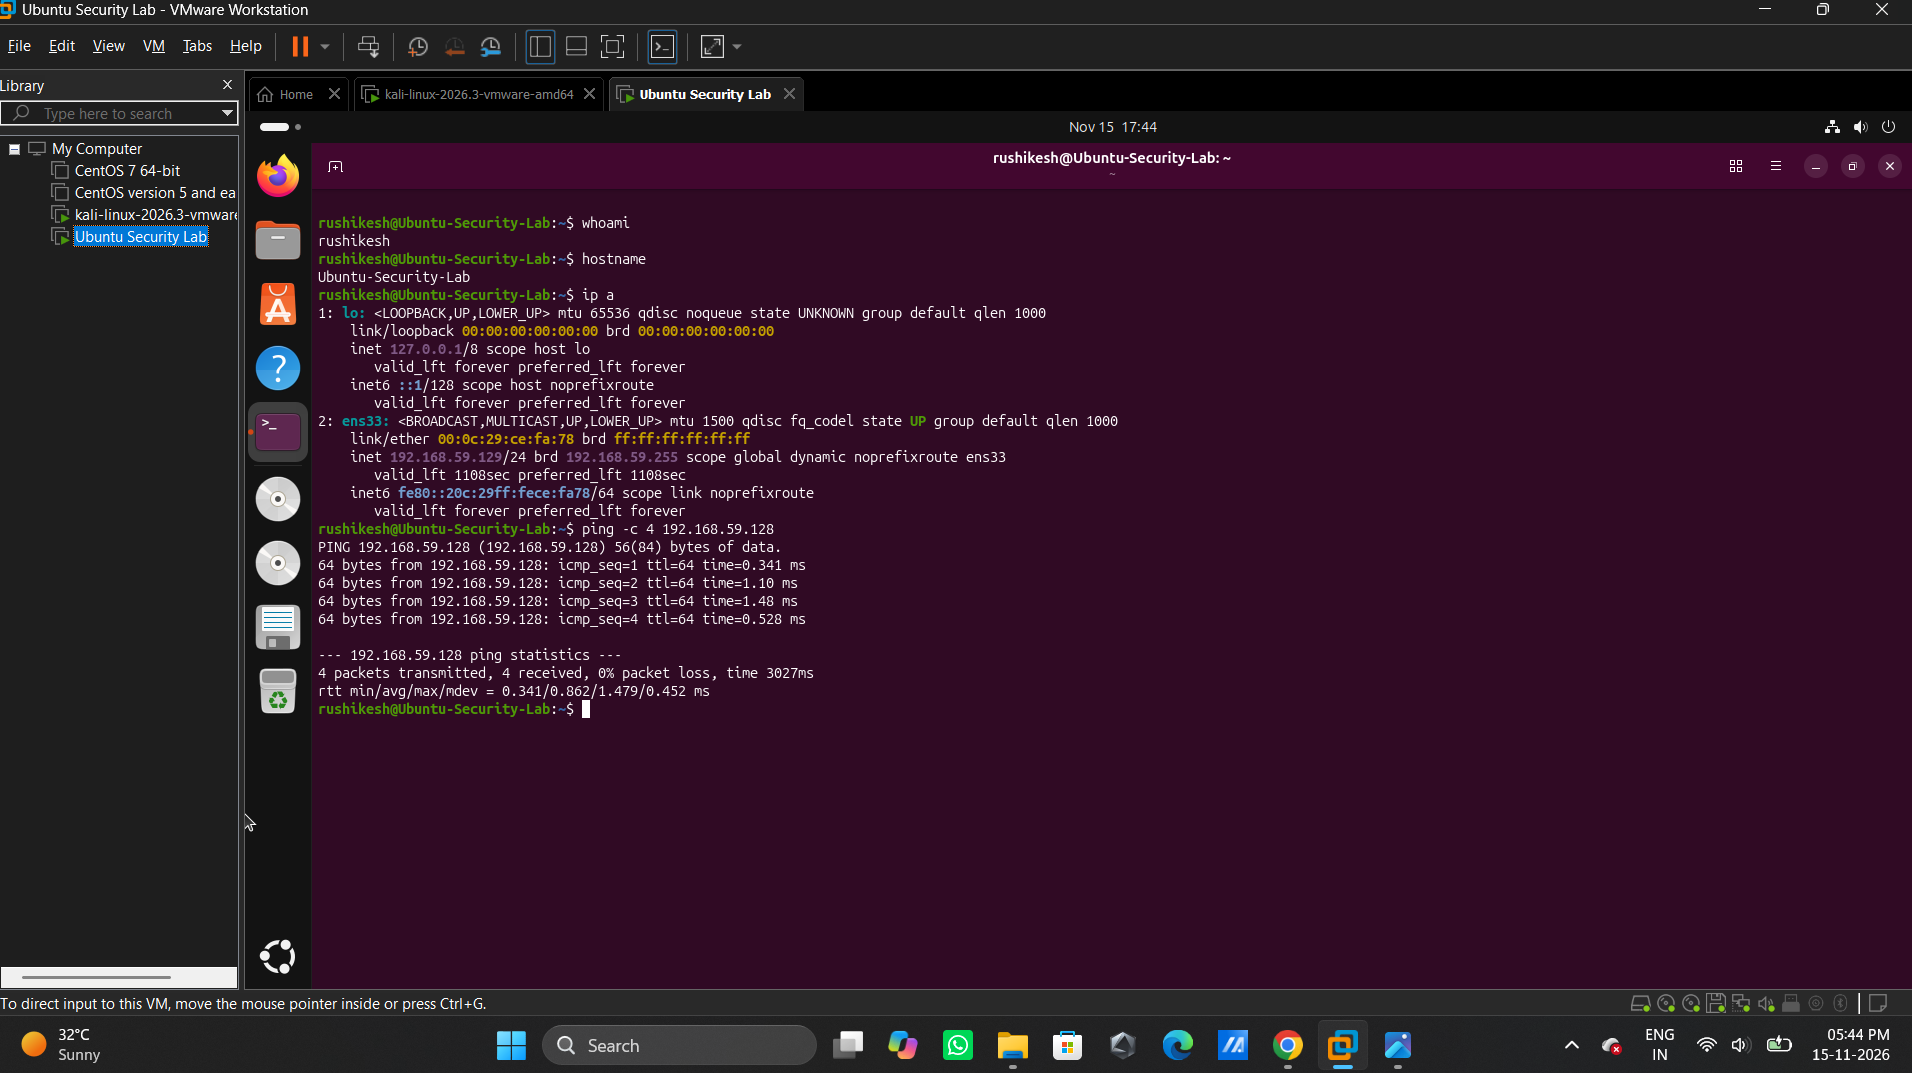 Ubuntu Security Lab - VMware Workstation
File Edit View VM Tabs Help
Library
Type here to search
My Computer
CentOS 7 64-bit
CentOS version 5 and ea
kali-linux-2026.3-vmware
Ubuntu Security Lab
Home
kali-linux-2026.3-vmware-amd64
Ubuntu Security Lab
Nov 15 17:44
rushikesh@Ubuntu-Security-Lab: ~
~
rushikesh@Ubuntu-Security-Lab:~$ whoami
rushikesh
rushikesh@Ubuntu-Security-Lab:~$ hostname
Ubuntu-Security-Lab
rushikesh@Ubuntu-Security-Lab:~$ ip a
1: lo: <LOOPBACK,UP,LOWER_UP> mtu 65536 qdisc noqueue state UNKNOWN group default qlen 1000
    link/loopback 00:00:00:00:00:00 brd 00:00:00:00:00:00
    inet 127.0.0.1/8 scope host lo
       valid_lft forever preferred_lft forever
    inet6 ::1/128 scope host noprefixroute
       valid_lft forever preferred_lft forever
2: ens33: <BROADCAST,MULTICAST,UP,LOWER_UP> mtu 1500 qdisc fq_codel state UP group default qlen 1000
    link/ether 00:0c:29:ce:fa:78 brd ff:ff:ff:ff:ff:ff
    inet 192.168.59.129/24 brd 192.168.59.255 scope global dynamic noprefixroute ens33
       valid_lft 1108sec preferred_lft 1108sec
    inet6 fe80::20c:29ff:fece:fa78/64 scope link noprefixroute
       valid_lft forever preferred_lft forever
rushikesh@Ubuntu-Security-Lab:~$ ping -c 4 192.168.59.128
PING 192.168.59.128 (192.168.59.128) 56(84) bytes of data.
64 bytes from 192.168.59.128: icmp_seq=1 ttl=64 time=0.341 ms
64 bytes from 192.168.59.128: icmp_seq=2 ttl=64 time=1.10 ms
64 bytes from 192.168.59.128: icmp_seq=3 ttl=64 time=1.48 ms
64 bytes from 192.168.59.128: icmp_seq=4 ttl=64 time=0.528 ms
--- 192.168.59.128 ping statistics ---
4 packets transmitted, 4 received, 0% packet loss, time 3027ms
rtt min/avg/max/mdev = 0.341/0.862/1.479/0.452 ms
rushikesh@Ubuntu-Security-Lab:~$
To direct input to this VM, move the mouse pointer inside or press Ctrl+G.
32°C
Sunny
Search
ENG
IN
05:44 PM
15-11-2026